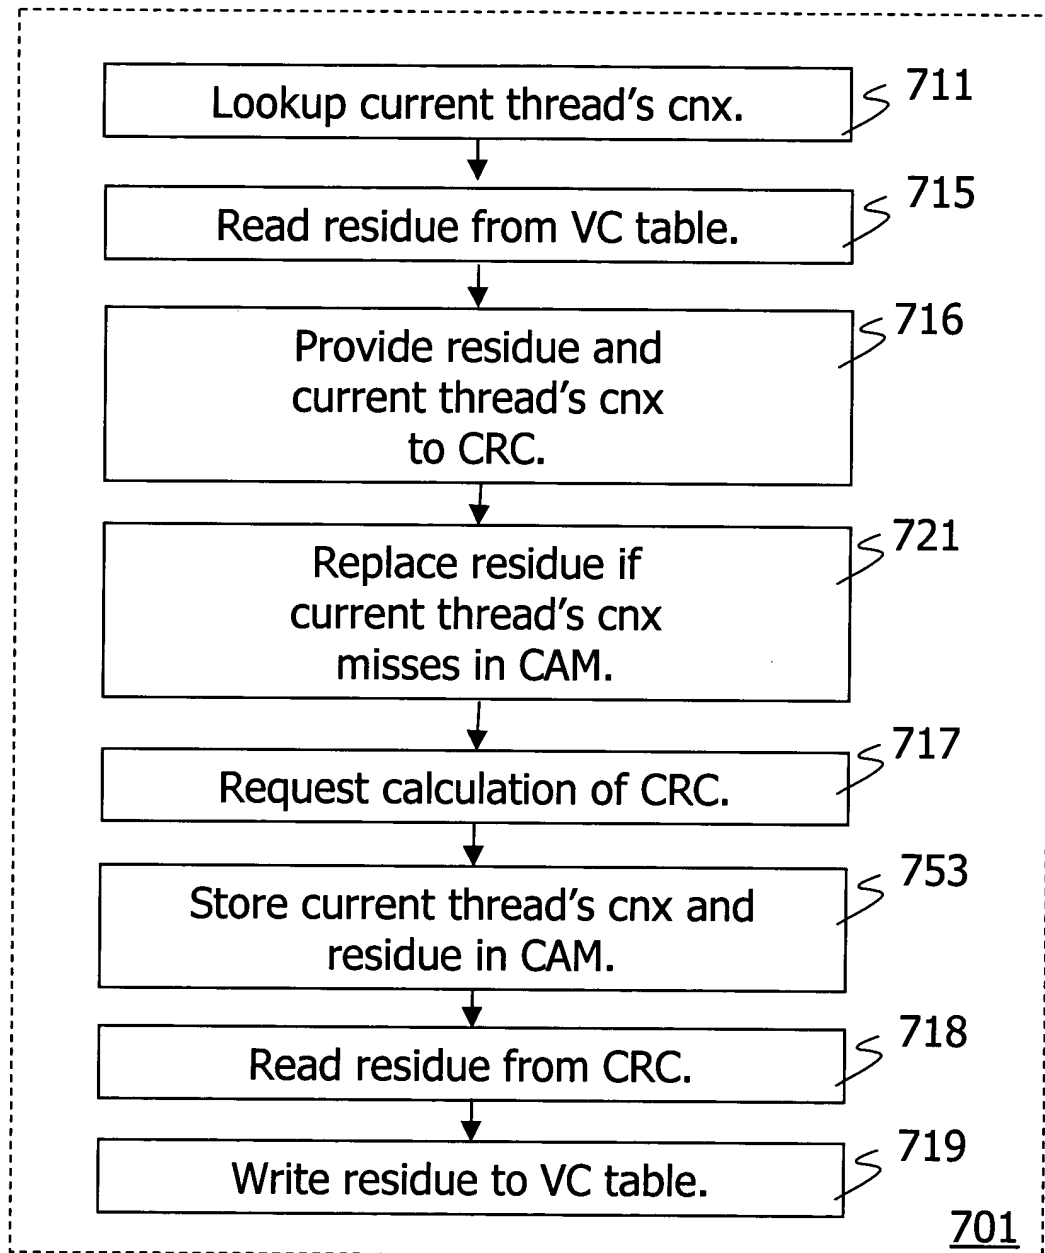 Lookup current thread's cnx.
711
Read residue from VC table.
715
Provide residue and
current thread's cnx
to CRC.
716
Replace residue if
current thread's cnx
misses in CAM.
721
Request calculation of CRC.
717
Store current thread's cnx and
residue in CAM.
753
Read residue from CRC.
718
Write residue to VC table.
719
701